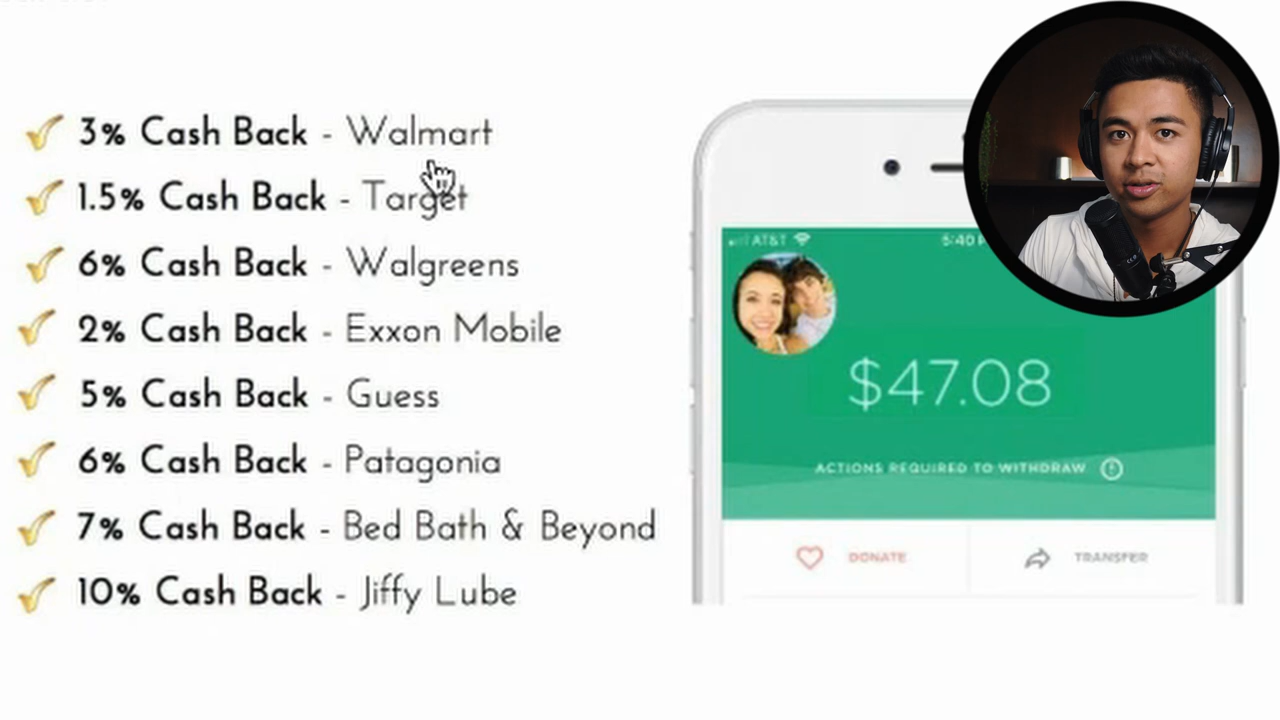 3% Cash Back - Walmart
1.5% Cash Back - Target
6% Cash Back - Walgreens
2% Cash Back - Exxon Mobile
5% Cash Back - Guess
6% Cash Back - Patagonia
7% Cash Back - Bed Bath & Beyond
10% Cash Back - Jiffy Lube
AT&T
5:40
$47.08
ACTIONS REQUIRED TO WITHDRAW
DONATE
TRANSFER